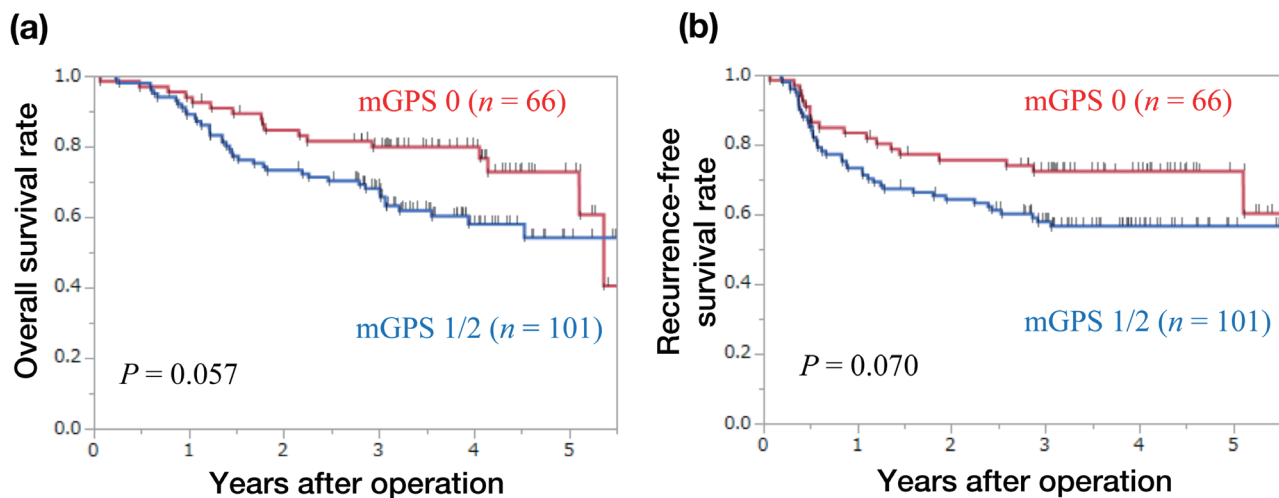 (a)
Overall survival rate
1.0
0.8
0.6
0.4
0.2
0.0
mGPS 0 (n = 66)
mGPS 1/2 (n = 101)
P = 0.057
0 1 2 3 4 5
Years after operation
(b)
Recurrence-free
survival rate
1.0
0.8
0.6
0.4
0.2
0.0
mGPS 0 (n = 66)
mGPS 1/2 (n = 101)
P = 0.070
0 1 2 3 4 5
Years after operation